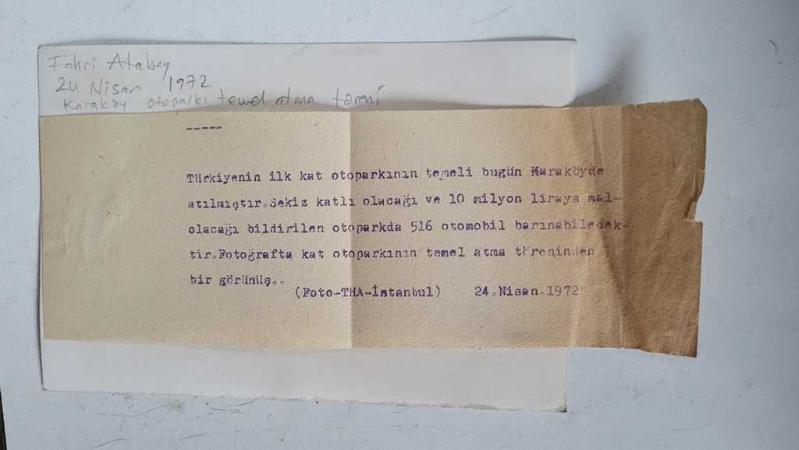 Fahri Atabey
24 Nisan 1972
Karaköy otoparkı temel atma töreni
-----
Türkiyenin ilk kat otoparkının temeli bugün Karaköyde
atılmıştır.Sekiz katlı olacağı ve 10 milyon liraya mal-
olacağı bildirilen otoparkda 516 otomobil barınabilecek-
tir.Fotoğrafta kat otoparkının temel atma töreninden
bir görünüş..
(Foto-THA-İstanbul) 24.Nisan.1972